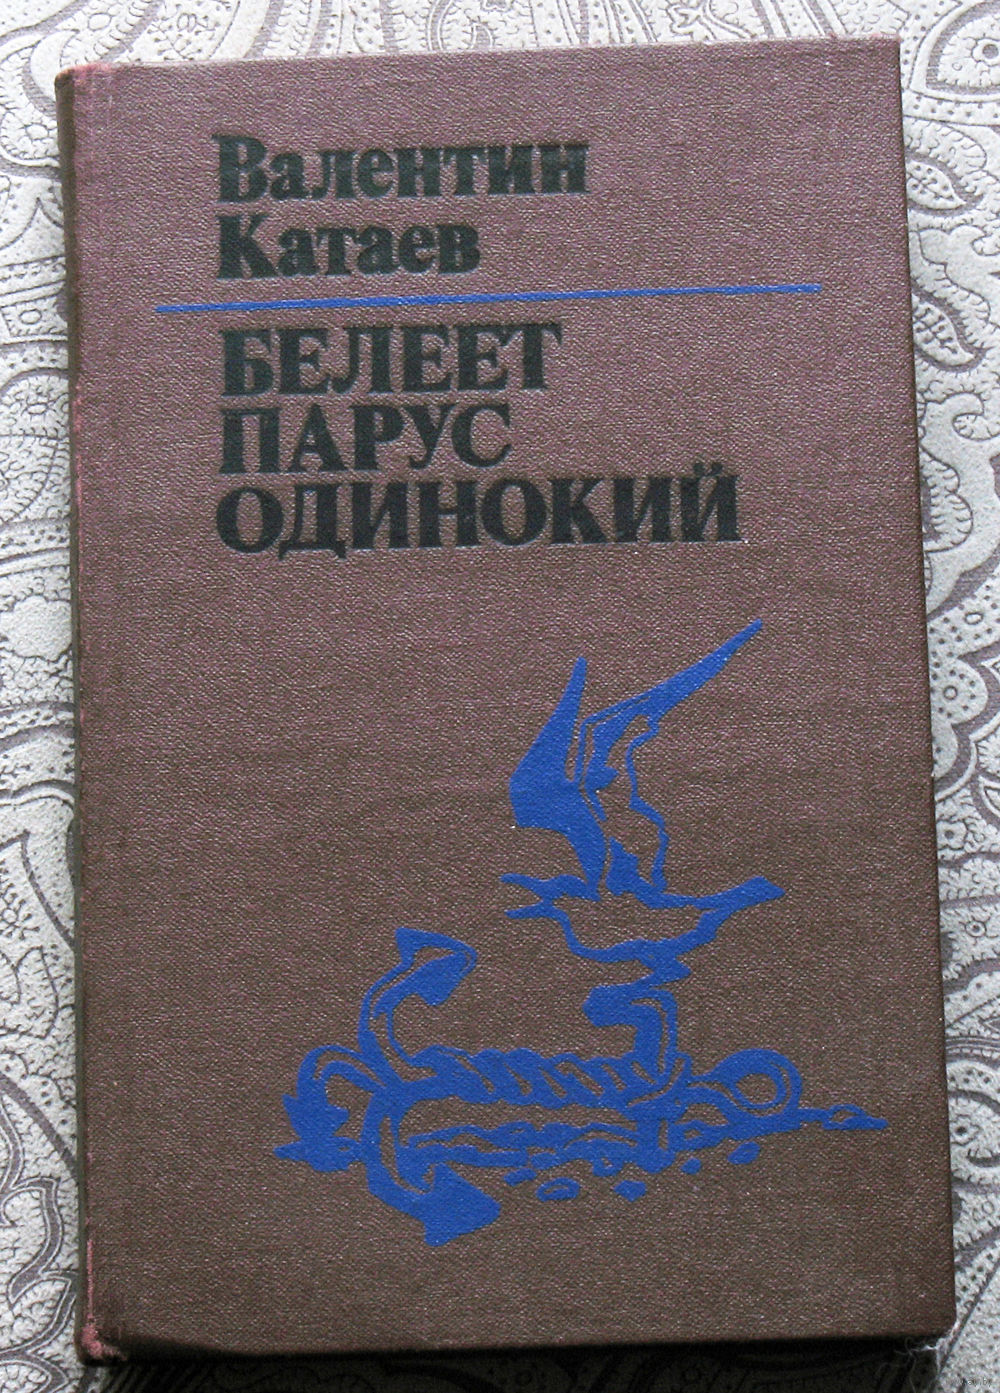 Валентин
Катаев
БЕЛЕЕТ
ПАРУС
ОДИНОКИЙ